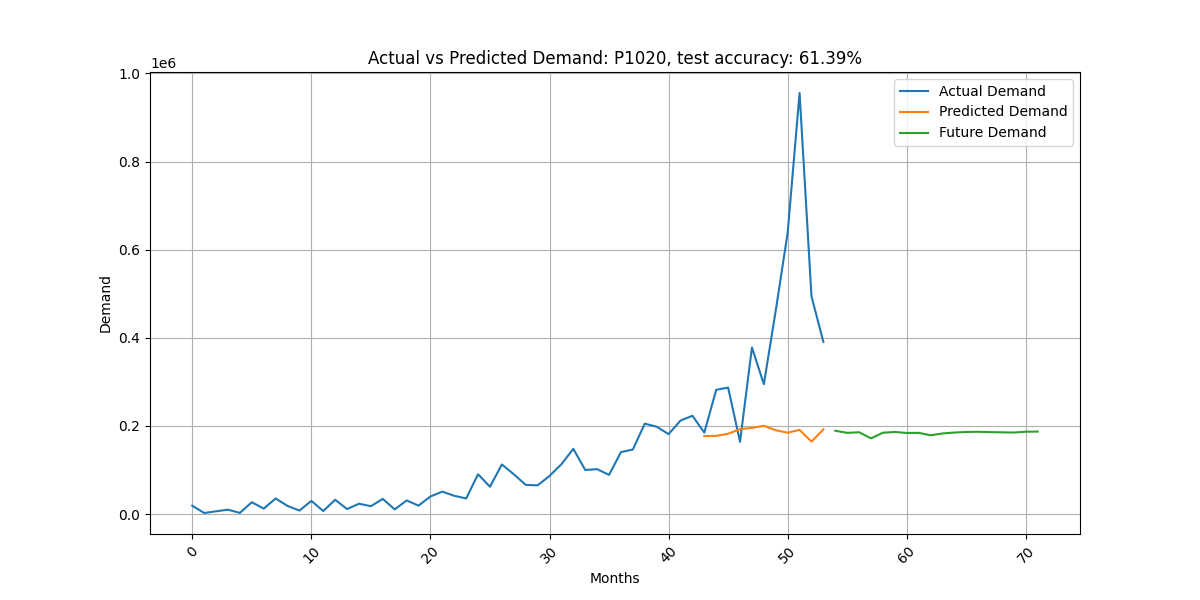 Actual vs Predicted Demand: P1020, test accuracy: 61.39%
1e6
1.0
0.8
0.6
0.4
0.2
0.0
Demand
Actual Demand
Predicted Demand
Future Demand
0 10 20 30 40 50 60 70
Months